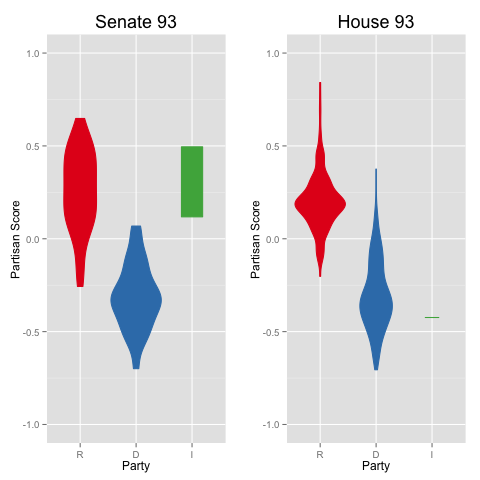 Senate 93
Partisan Score
1.0
0.5
0.0
-0.5
-1.0
R D I
Party
House 93
Partisan Score
1.0
0.5
0.0
-0.5
-1.0
R D I
Party